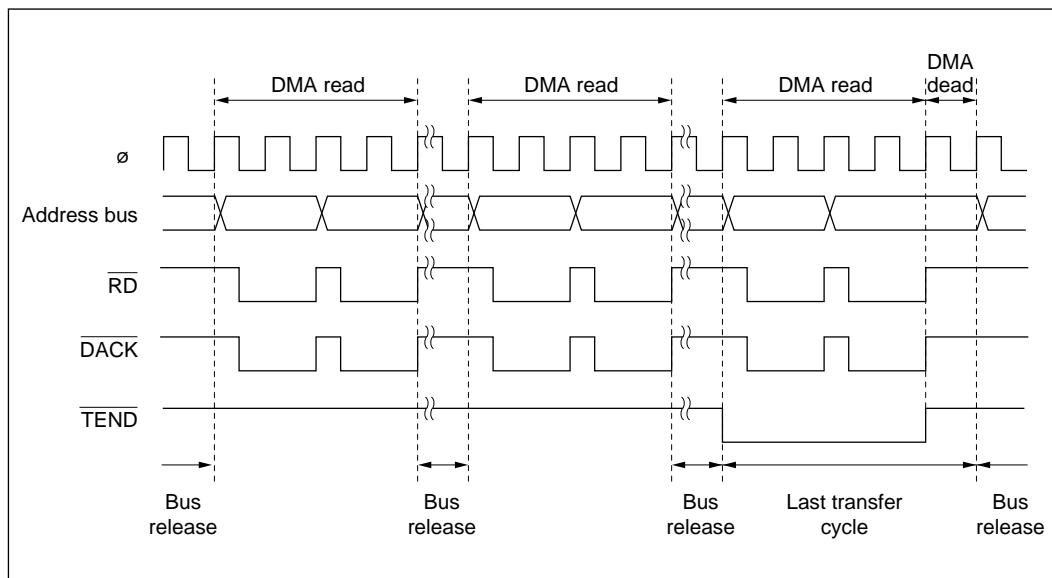 DMA read
DMA read
DMA read
DMA
dead
ø
Address bus
RD
DACK
TEND
Bus
release
Bus
release
Bus
release
Last transfer
cycle
Bus
release